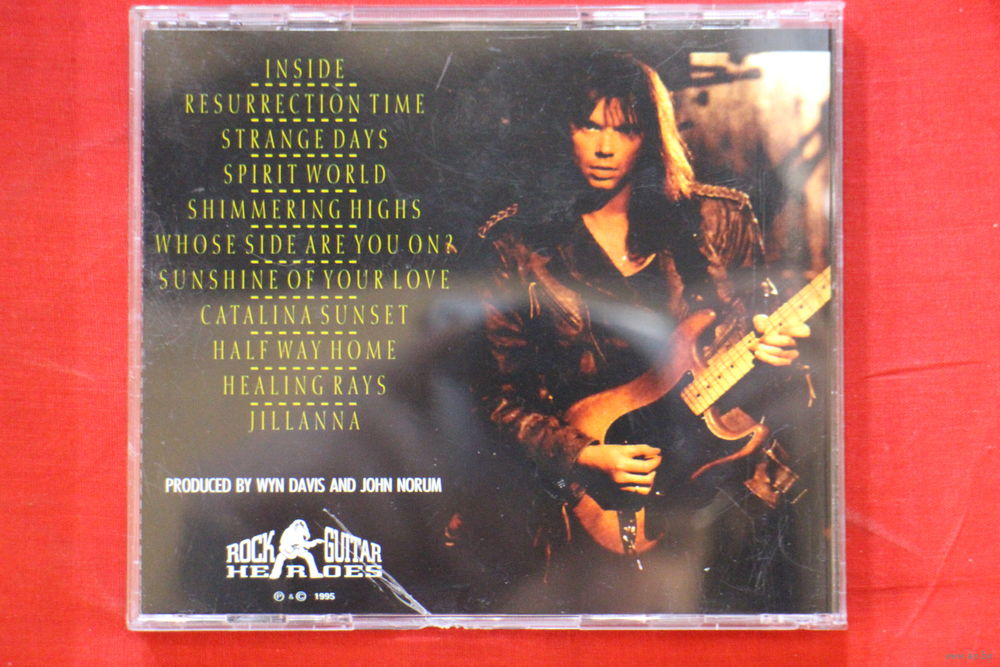 INSIDE
RESURRECTION TIME
STRANGE DAYS
SPIRIT WORLD
SHIMMERING HIGHS
WHOSE SIDE ARE YOU ON?
SUNSHINE OF YOUR LOVE
CATALINA SUNSET
HALF WAY HOME
HEALING RAYS
JILLANNA
PRODUCED BY WYN DAVIS AND JOHN NORUM
ROCK GUITAR
HEROES
℗ & © 1995